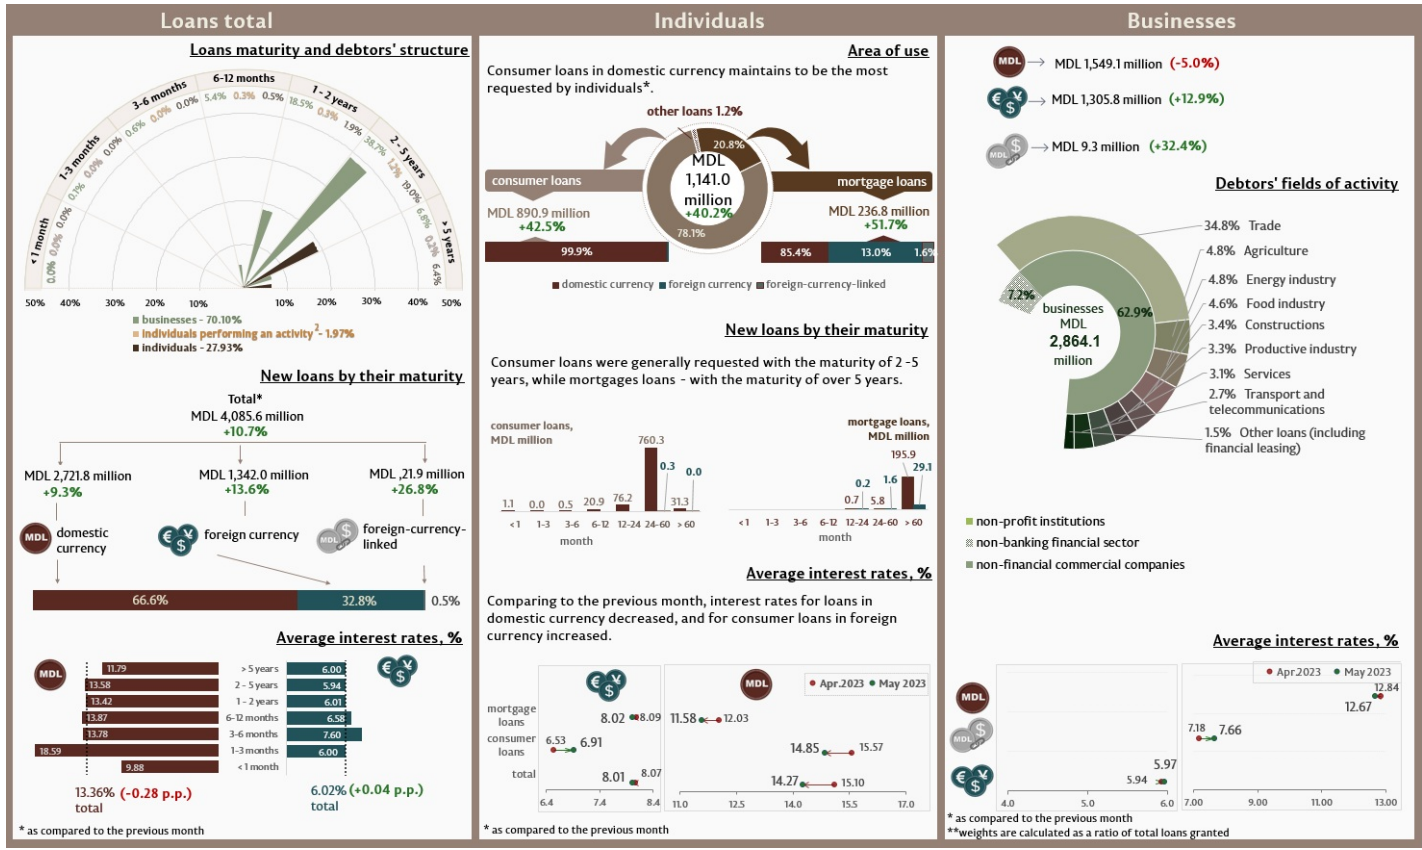 Loans total
Loans maturity and debtors' structure
< 1 month
1-3 months
3-6 months
6-12 months
1 - 2 years
2 - 5 years
> 5 years
0.0% 0.0% 0.0%
0.1% 0.0% 0.0%
0.6% 0.0% 0.0%
5.4% 0.3% 0.5%
18.5% 0.3% 1.9%
38.7% 1.2% 19.0%
6.8% 0.2% 6.4%
50% 40% 30% 20% 10% 10% 20% 30% 40% 50%
businesses - 70.10%
individuals performing an activity2- 1.97%
individuals - 27.93%
New loans by their maturity
Total*
MDL 4,085.6 million
+10.7%
MDL 2,721.8 million
+9.3%
MDL 1,342.0 million
+13.6%
MDL ,21.9 million
+26.8%
MDL
domestic
currency
€ ¥ $
foreign currency
MDL $
foreign-currency-
linked
66.6% 32.8% 0.5%
Average interest rates, %
MDL
€ ¥ $
11.79 > 5 years 6.00
13.58 2 - 5 years 5.94
13.42 1 - 2 years 6.01
13.87 6-12 months 6.58
13.78 3-6 months 7.60
18.59 1-3 months 6.00
9.88 < 1 month
13.36% (-0.28 p.p.)
total
6.02% (+0.04 p.p.)
total
* as compared to the previous month
Individuals
Area of use
Consumer loans in domestic currency maintains to be the most
requested by individuals*.
other loans 1.2%
20.8%
MDL
1,141.0
million
+40.2%
78.1%
consumer loans
MDL 890.9 million
+42.5%
99.9%
mortgage loans
MDL 236.8 million
+51.7%
85.4% 13.0% 1.6%
domestic currency foreign currency foreign-currency-linked
New loans by their maturity
Consumer loans were generally requested with the maturity of 2 -5
years, while mortgages loans - with the maturity of over 5 years.
consumer loans,
MDL million
1.1 0.0 0.5 20.9 76.2 760.3 0.3 31.3 0.0
< 1 1-3 3-6 6-12 12-24 24-60 > 60
month
mortgage loans,
MDL million
0.7 0.2 5.8 1.6 195.9 29.1
< 1 1-3 3-6 6-12 12-24 24-60 > 60
month
Average interest rates, %
Comparing to the previous month, interest rates for loans in
domestic currency decreased, and for consumer loans in foreign
currency increased.
€ ¥ $
MDL
Apr.2023 May 2023
mortgage
loans
8.02 8.09 11.58 12.03
consumer
loans
6.53 6.91 14.85 15.57
total
8.01 8.07 14.27 15.10
6.4 7.4 8.4 11.0 12.5 14.0 15.5 17.0
* as compared to the previous month
Businesses
MDL
MDL 1,549.1 million (-5.0%)
€ ¥ $
MDL 1,305.8 million (+12.9%)
MDL $
MDL 9.3 million (+32.4%)
Debtors' fields of activity
7.2%
62.9%
businesses
MDL
2,864.1
million
34.8% Trade
4.8% Agriculture
4.8% Energy industry
4.6% Food industry
3.4% Constructions
3.3% Productive industry
3.1% Services
2.7% Transport and
telecommunications
1.5% Other loans (including
financial leasing)
non-profit institutions
non-banking financial sector
non-financial commercial companies
Average interest rates, %
Apr.2023 May 2023
MDL
12.84
12.67
MDL $
7.18 7.66
€ ¥ $
5.97
5.94
4.0 5.0 6.0 7.00 9.00 11.00 13.00
* as compared to the previous month
**weights are calculated as a ratio of total loans granted